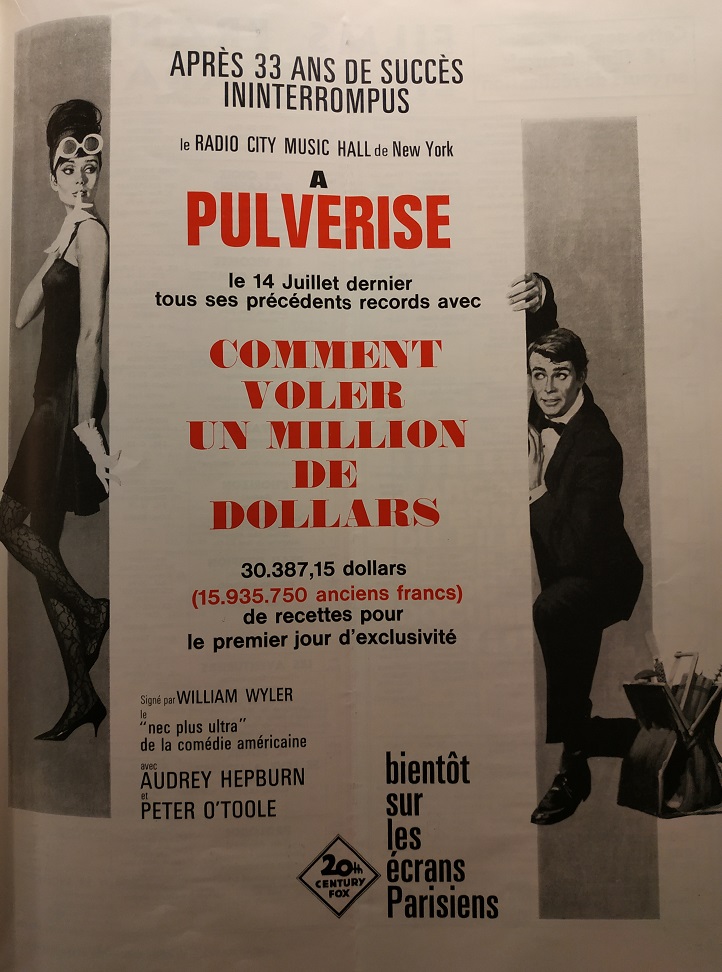 APRÈS 33 ANS DE SUCCÈS
ININTERROMPUS
le RADIO CITY MUSIC HALL de New York
A
PULVERISE
le 14 Juillet dernier
tous ses précédents records avec
COMMENT
VOLER
UN MILLION
DE
DOLLARS
30.387,15 dollars
(15.935.750 anciens francs)
de recettes pour
le premier jour d'exclusivité
Signé par WILLIAM WYLER
le
"nec plus ultra"
de la comédie américaine
avec
AUDREY HEPBURN
et
PETER O'TOOLE
bientôt
sur
les
écrans
Parisiens
20th
CENTURY
FOX